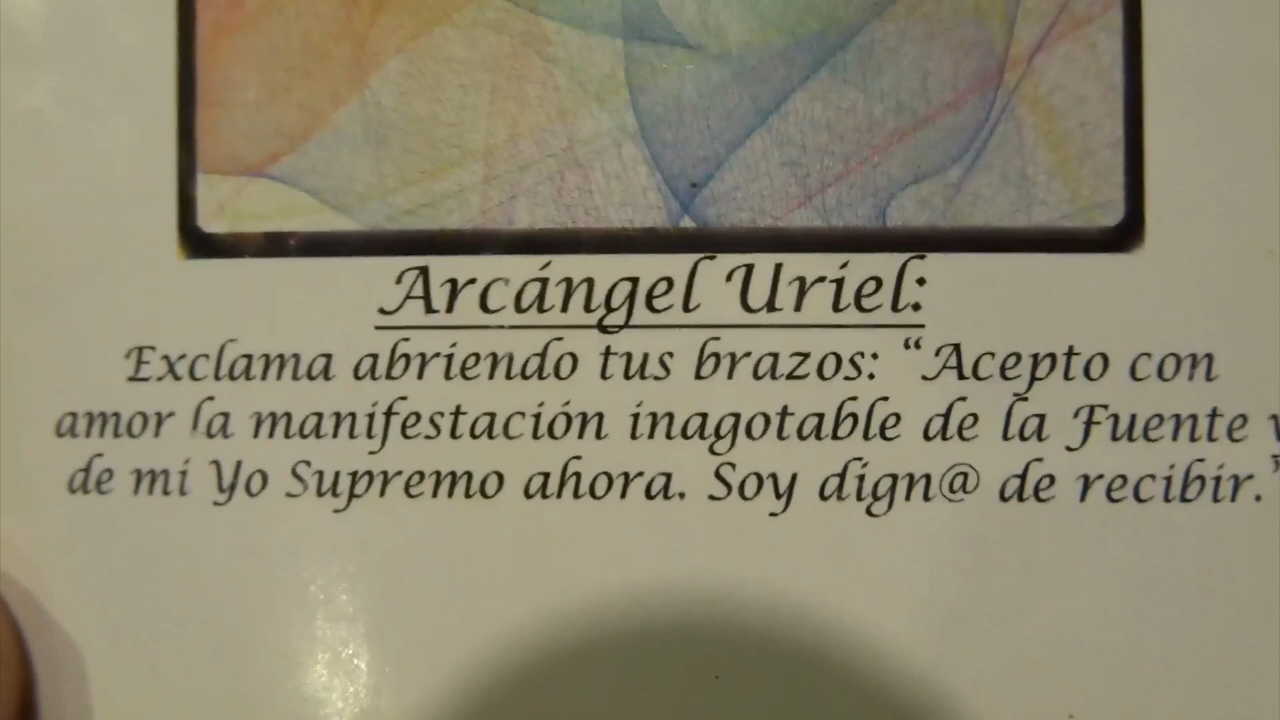 Arcángel Uriel:
Exclama abriendo tus brazos: “Acepto con
amor la manifestación inagotable de la Fuente y
de mi Yo Supremo ahora. Soy dign@ de recibir.”